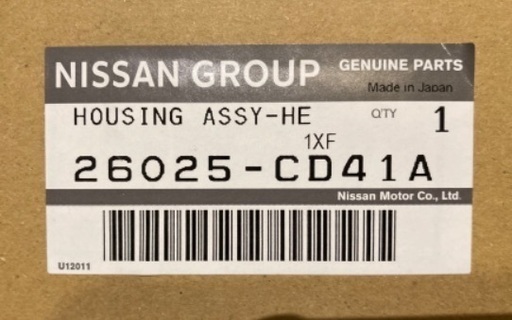 NISSAN GROUP GENUINE PARTS
Made in Japan
HOUSING ASSY-HE Q'TY 1
1XF
26025-CD41A
Nissan Motor Co., Ltd.
U12011